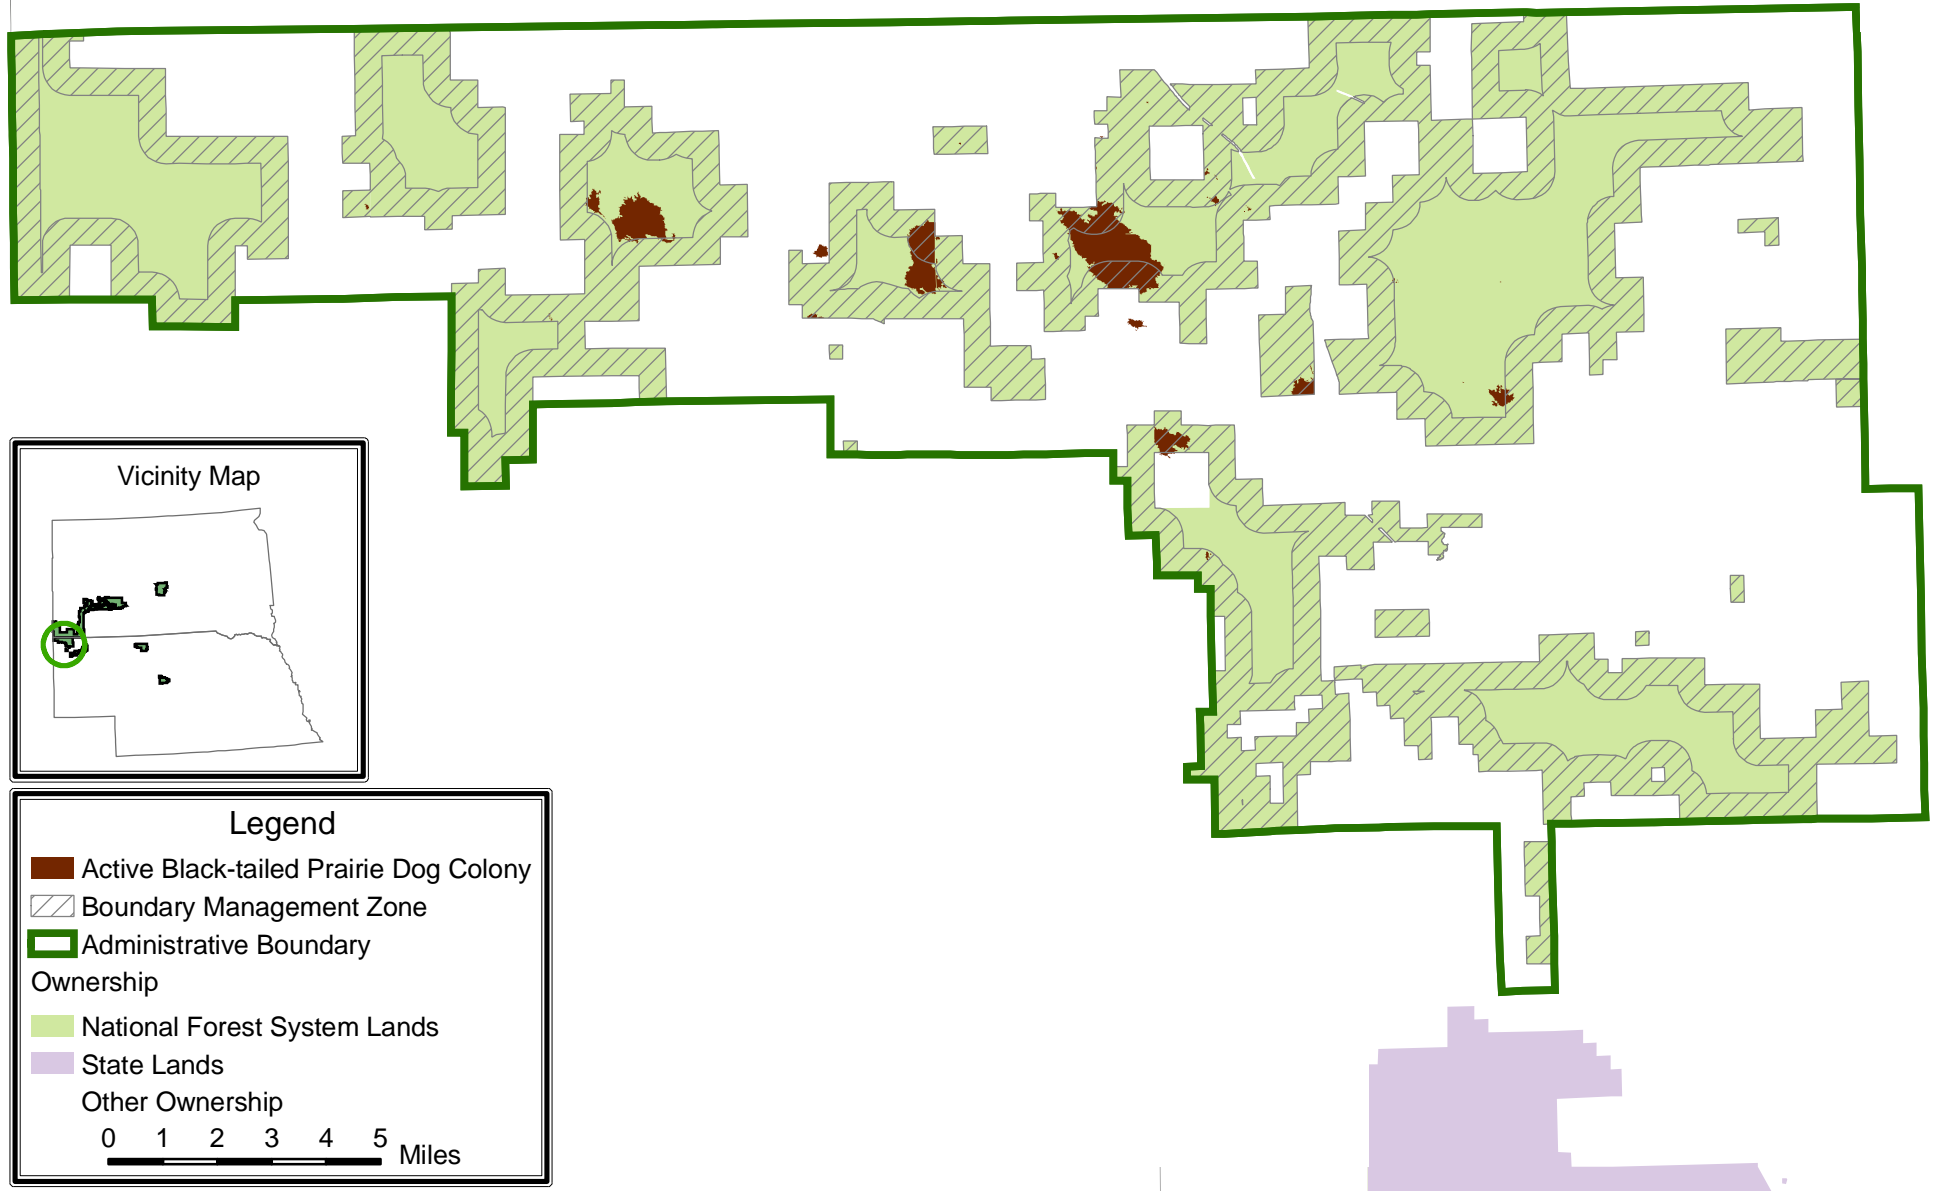 Vicinity Map
Legend
Active Black-tailed Prairie Dog Colony
Boundary Management Zone
Administrative Boundary
Ownership
National Forest System Lands
State Lands
Other Ownership
0 1 2 3 4 5
Miles